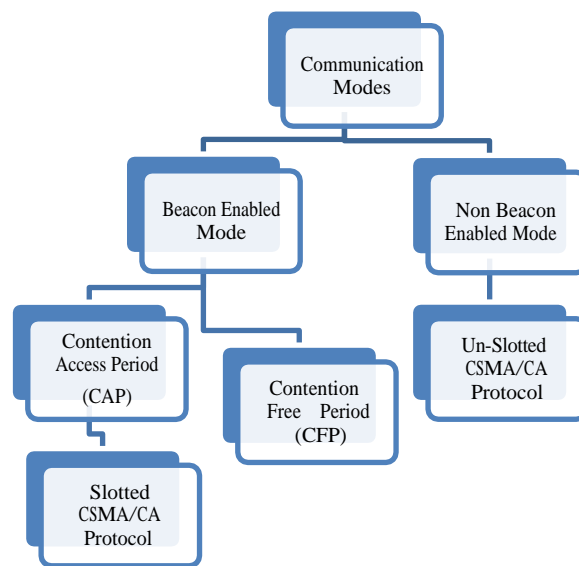 Communication
Modes
Beacon Enabled
Mode
Non Beacon
Enabled Mode
Contention
Access Period
(CAP)
Contention
Free Period
(CFP)
Un-Slotted
CSMA/CA
Protocol
Slotted
CSMA/CA
Protocol